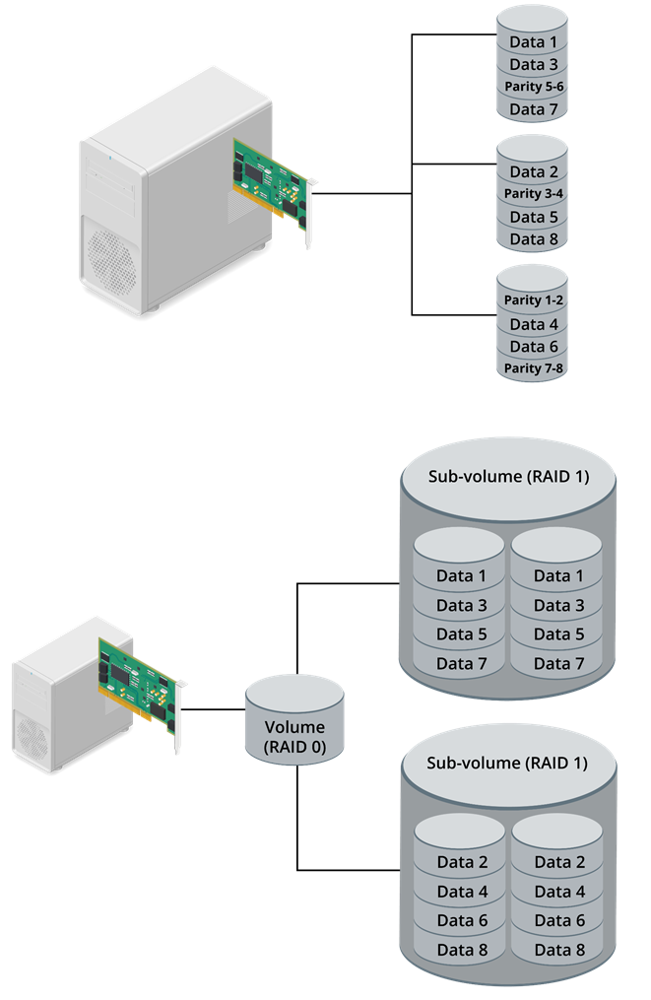 Data 1
Data 3
Parity 5-6
Data 7
Data 2
Parity 3-4
Data 5
Data 8
Parity 1-2
Data 4
Data 6
Parity 7-8
Sub-volume (RAID 1)
Data 1
Data 3
Data 5
Data 7
Data 1
Data 3
Data 5
Data 7
Volume
(RAID 0)
Sub-volume (RAID 1)
Data 2
Data 4
Data 6
Data 8
Data 2
Data 4
Data 6
Data 8